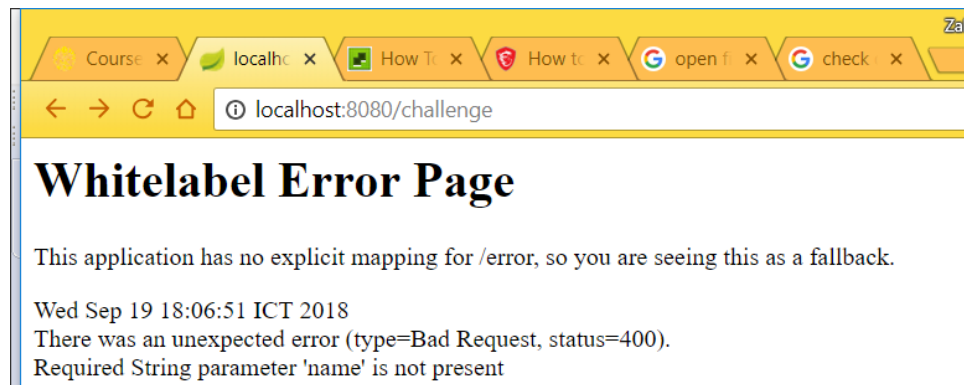 Za
Course
localhc
How To
How to
open fi
check
localhost:8080/challenge
Whitelabel Error Page
This application has no explicit mapping for /error, so you are seeing this as a fallback.
Wed Sep 19 18:06:51 ICT 2018
There was an unexpected error (type=Bad Request, status=400).
Required String parameter 'name' is not present